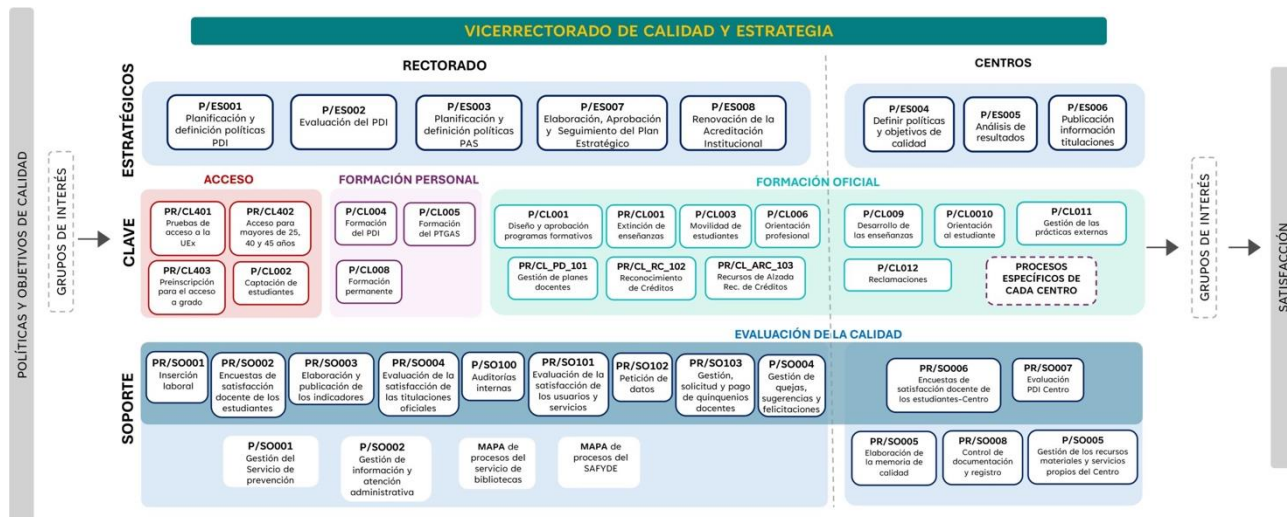 VICERRECTORADO DE CALIDAD Y ESTRATEGIA
RECTORADO
CENTROS
POLÍTICAS Y OBJETIVOS DE CALIDAD
GRUPOS DE INTERÉS
ESTRATÉGICOS
P/ES001
Planificación y
definición políticas
PDI
P/ES002
Evaluación del PDI
P/ES003
Planificación y
definición políticas
PAS
P/ES007
Elaboración, Aprobación
y Seguimiento del Plan
Estratégico
P/ES008
Renovación de la
Acreditación
Institucional
P/ES004
Definir políticas
y objetivos de
calidad
P/ES005
Análisis de
resultados
P/ES006
Publicación
información
titulaciones
CLAVE
ACCESO
PR/CL401
Pruebas de
acceso a la
UEx
PR/CL402
Acceso para
mayores de 25,
40 y 45 años
PR/CL403
Preinscripción
para el acceso
a grado
P/CL002
Captación de
estudiantes
FORMACIÓN PERSONAL
P/CL004
Formación
del PDI
P/CL005
Formación
del PTGAS
P/CL008
Formación
permanente
FORMACIÓN OFICIAL
P/CL001
Diseño y aprobación
programas formativos
PR/CL001
Extinción de
enseñanzas
P/CL003
Movilidad de
estudiantes
P/CL006
Orientación
profesional
PR/CL_PD_101
Gestión de planes
docentes
PR/CL_RC_102
Reconocimiento
de Créditos
PR/CL_ARC_103
Recursos de Alzada
Rec. de Créditos
P/CL009
Desarrollo de
las enseñanzas
P/CL0010
Orientación
al estudiante
P/CL011
Gestión de las
prácticas externas
P/CL012
Reclamaciones
PROCESOS
ESPECÍFICOS DE
CADA CENTRO
SOPORTE
EVALUACIÓN DE LA CALIDAD
PR/SO001
Inserción
laboral
PR/SO002
Encuestas de
satisfacción
docente de los
estudiantes
PR/SO003
Elaboración y
publicación de
los indicadores
PR/SO004
Evaluación de la
satisfacción de
las titulaciones
oficiales
P/SO100
Auditorías
internas
PR/SO101
Evaluación de la
satisfacción de
los usuarios y
servicios
PR/SO102
Petición de
datos
PR/SO103
Gestión,
solicitud y pago
de quinquenios
docentes
P/SO004
Gestión de
quejas,
sugerencias y
felicitaciones
PR/SO006
Encuestas de
satisfacción docente de
los estudiantes-Centro
PR/SO007
Evaluación
PDI Centro
P/SO001
Gestión del
Servicio de
prevención
P/SO002
Gestión de
información y
atención
administrativa
MAPA de
procesos del
servicio de
bibliotecas
MAPA de
procesos del
SAFYDE
PR/SO005
Elaboración de
la memoria de
calidad
PR/SO008
Control de
documentación
y registro
P/SO005
Gestión de los recursos
materiales y servicios
propios del Centro
GRUPOS DE INTERÉS
SATISFACCIÓN